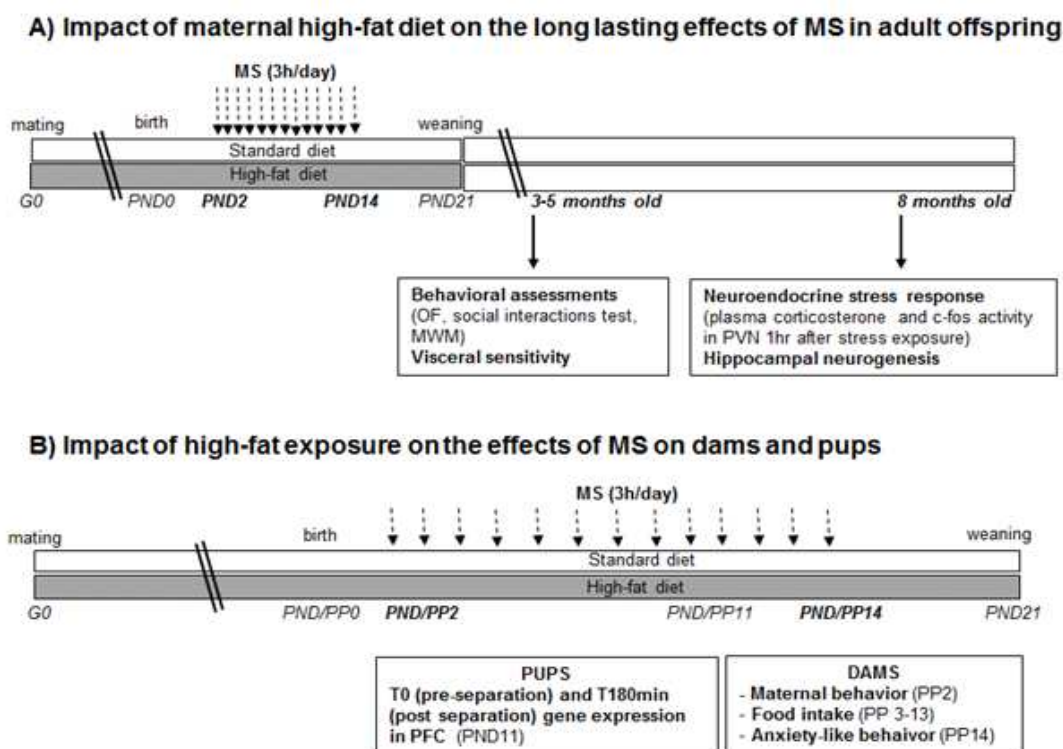 A) Impact of maternal high-fat diet on the long lasting effects of MS in adult offspring
MS (3h/day)
mating birth weaning
Standard diet
High-fat diet
G0 PND0 PND2 PND14 PND21 3-5 months old 8 months old
Behavioral assessments
(OF, social interactions test,
MWM)
Visceral sensitivity
Neuroendocrine stress response
(plasma corticosterone and c-fos activity
in PVN 1hr after stress exposure)
Hippocampal neurogenesis
B) Impact of high-fat exposure on the effects of MS on dams and pups
MS (3h/day)
mating birth weaning
Standard diet
High-fat diet
G0 PND/PP0 PND/PP2 PND/PP11 PND/PP14 PND21
PUPS
T0 (pre-separation) and T180min
(post separation) gene expression
in PFC (PND11)
DAMS
- Maternal behavior (PP2)
- Food intake (PP 3-13)
- Anxiety-like behaivor (PP14)